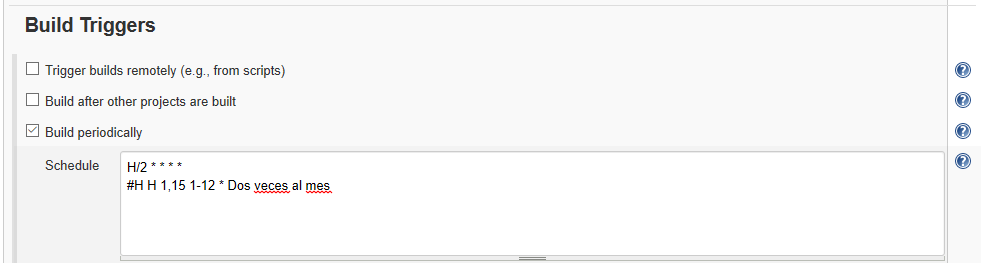 Build Triggers
Trigger builds remotely (e.g., from scripts)
Build after other projects are built
Build periodically
Schedule
H/2 * * * *
#H H 1,15 1-12 * Dos veces al mes